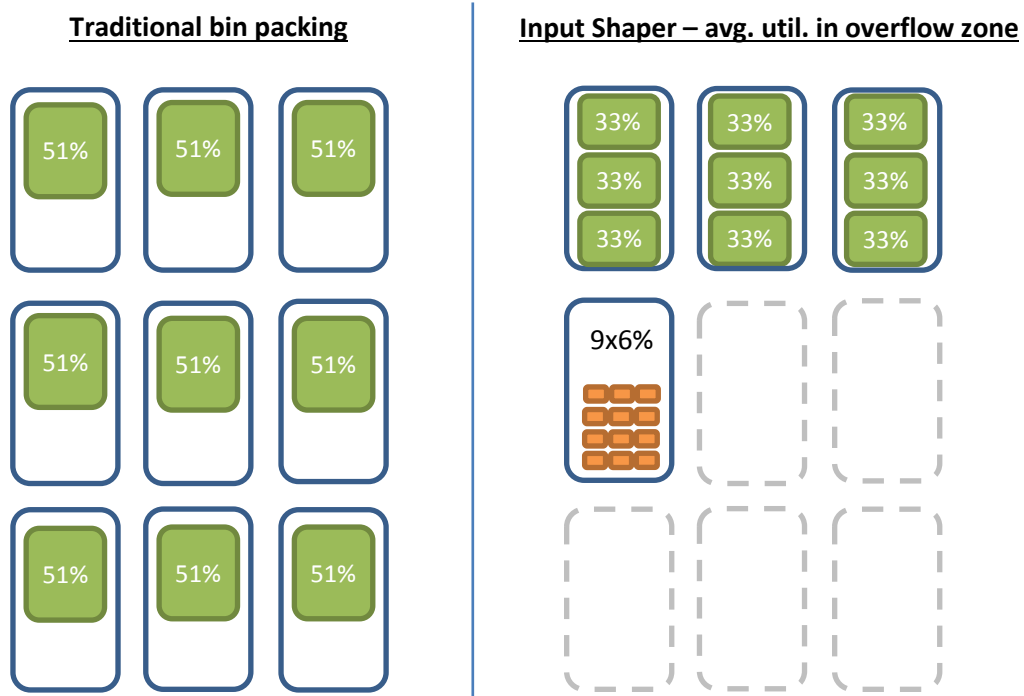 Traditional bin packing
51% 51% 51%
51% 51% 51%
51% 51% 51%
Input Shaper – avg. util. in overflow zone
33% 33% 33%
33% 33% 33%
33% 33% 33%
9x6%